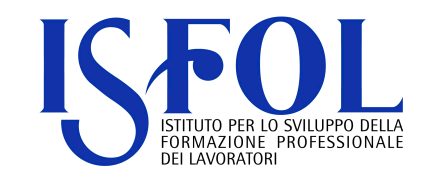 ISFOL
ISTITUTO PER LO SVILUPPO DELLA
FORMAZIONE PROFESSIONALE
DEI LAVORATORI